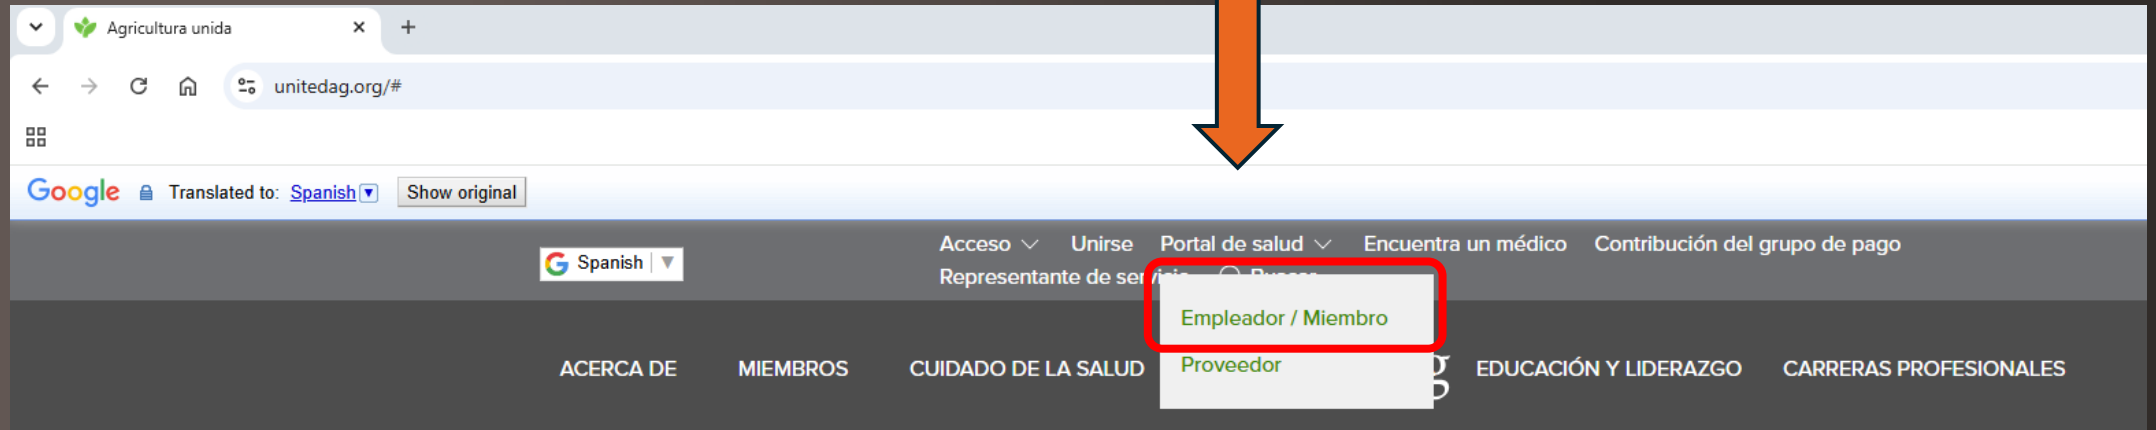 Agricultura unida
unitedag.org/#
Google Translated to: Spanish Show original
Spanish
Acceso Unirse Portal de salud Encuentra un médico Contribución del grupo de pago
Representante de
Empleador / Miembro
Proveedor
ACERCA DE MIEMBROS CUIDADO DE LA SALUD EDUCACIÓN Y LIDERAZGO CARRERAS PROFESIONALES